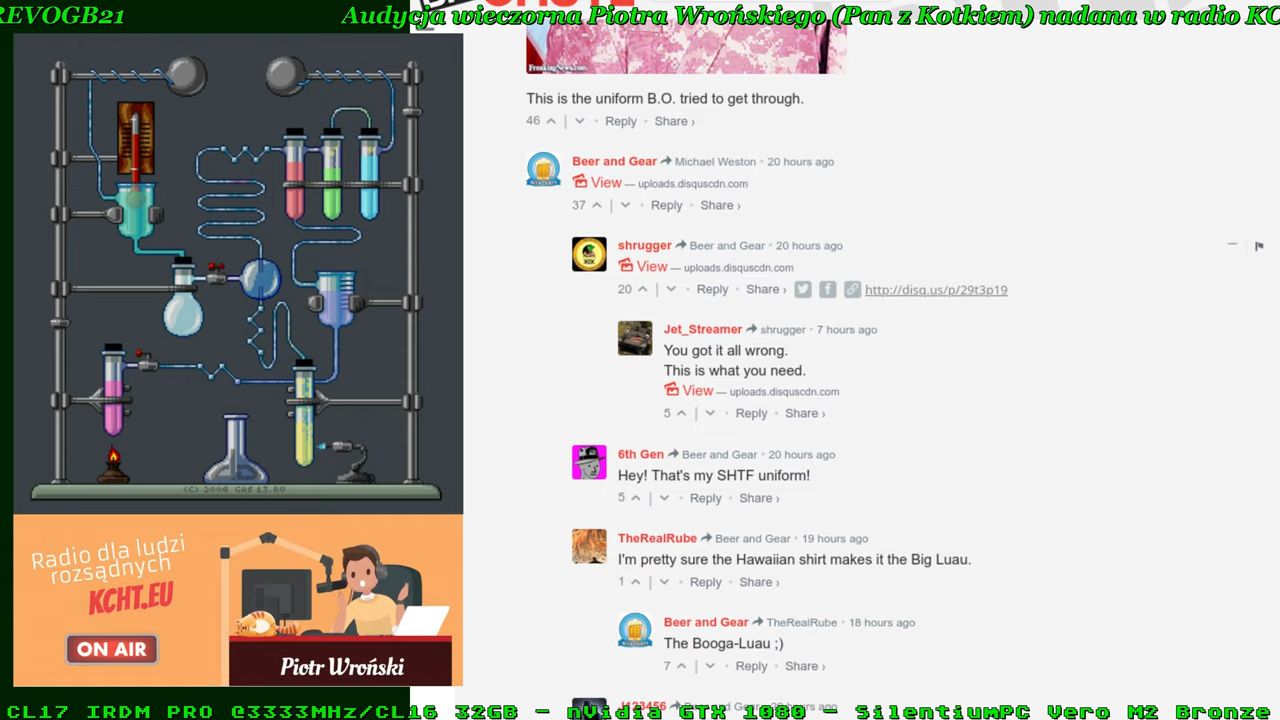 REVOGB21
Audycja wieczorna Piotra Wrońskiego (Pan z Kotkiem) nadana w radio KC
FreakingNews.com
This is the uniform B.O. tried to get through.
46 Reply Share ›
Beer and Gear Michael Weston • 20 hours ago
View — uploads.disquscdn.com
37 Reply Share ›
shrugger Beer and Gear • 20 hours ago
View — uploads.disquscdn.com
20 Reply Share › http://disq.us/p/29t3p19
Jet_Streamer shrugger • 7 hours ago
You got it all wrong.
This is what you need.
View — uploads.disquscdn.com
5 Reply Share ›
6th Gen Beer and Gear • 20 hours ago
Hey! That's my SHTF uniform!
5 Reply Share ›
TheRealRube Beer and Gear • 19 hours ago
I'm pretty sure the Hawaiian shirt makes it the Big Luau.
1 Reply Share ›
Beer and Gear TheRealRube • 18 hours ago
The Booga-Luau ;)
7 Reply Share ›
J123456 Beer and Gear
(C) 2004 GAS13.RU
Radio dla ludzi
rozsądnych
KCHT.EU
ON AIR
Piotr Wroński
CL17 IRDM PRO @3333MHz/CL16 32GB - nVidia GTX 1080 - SilentiumPC Vero M2 Bronze